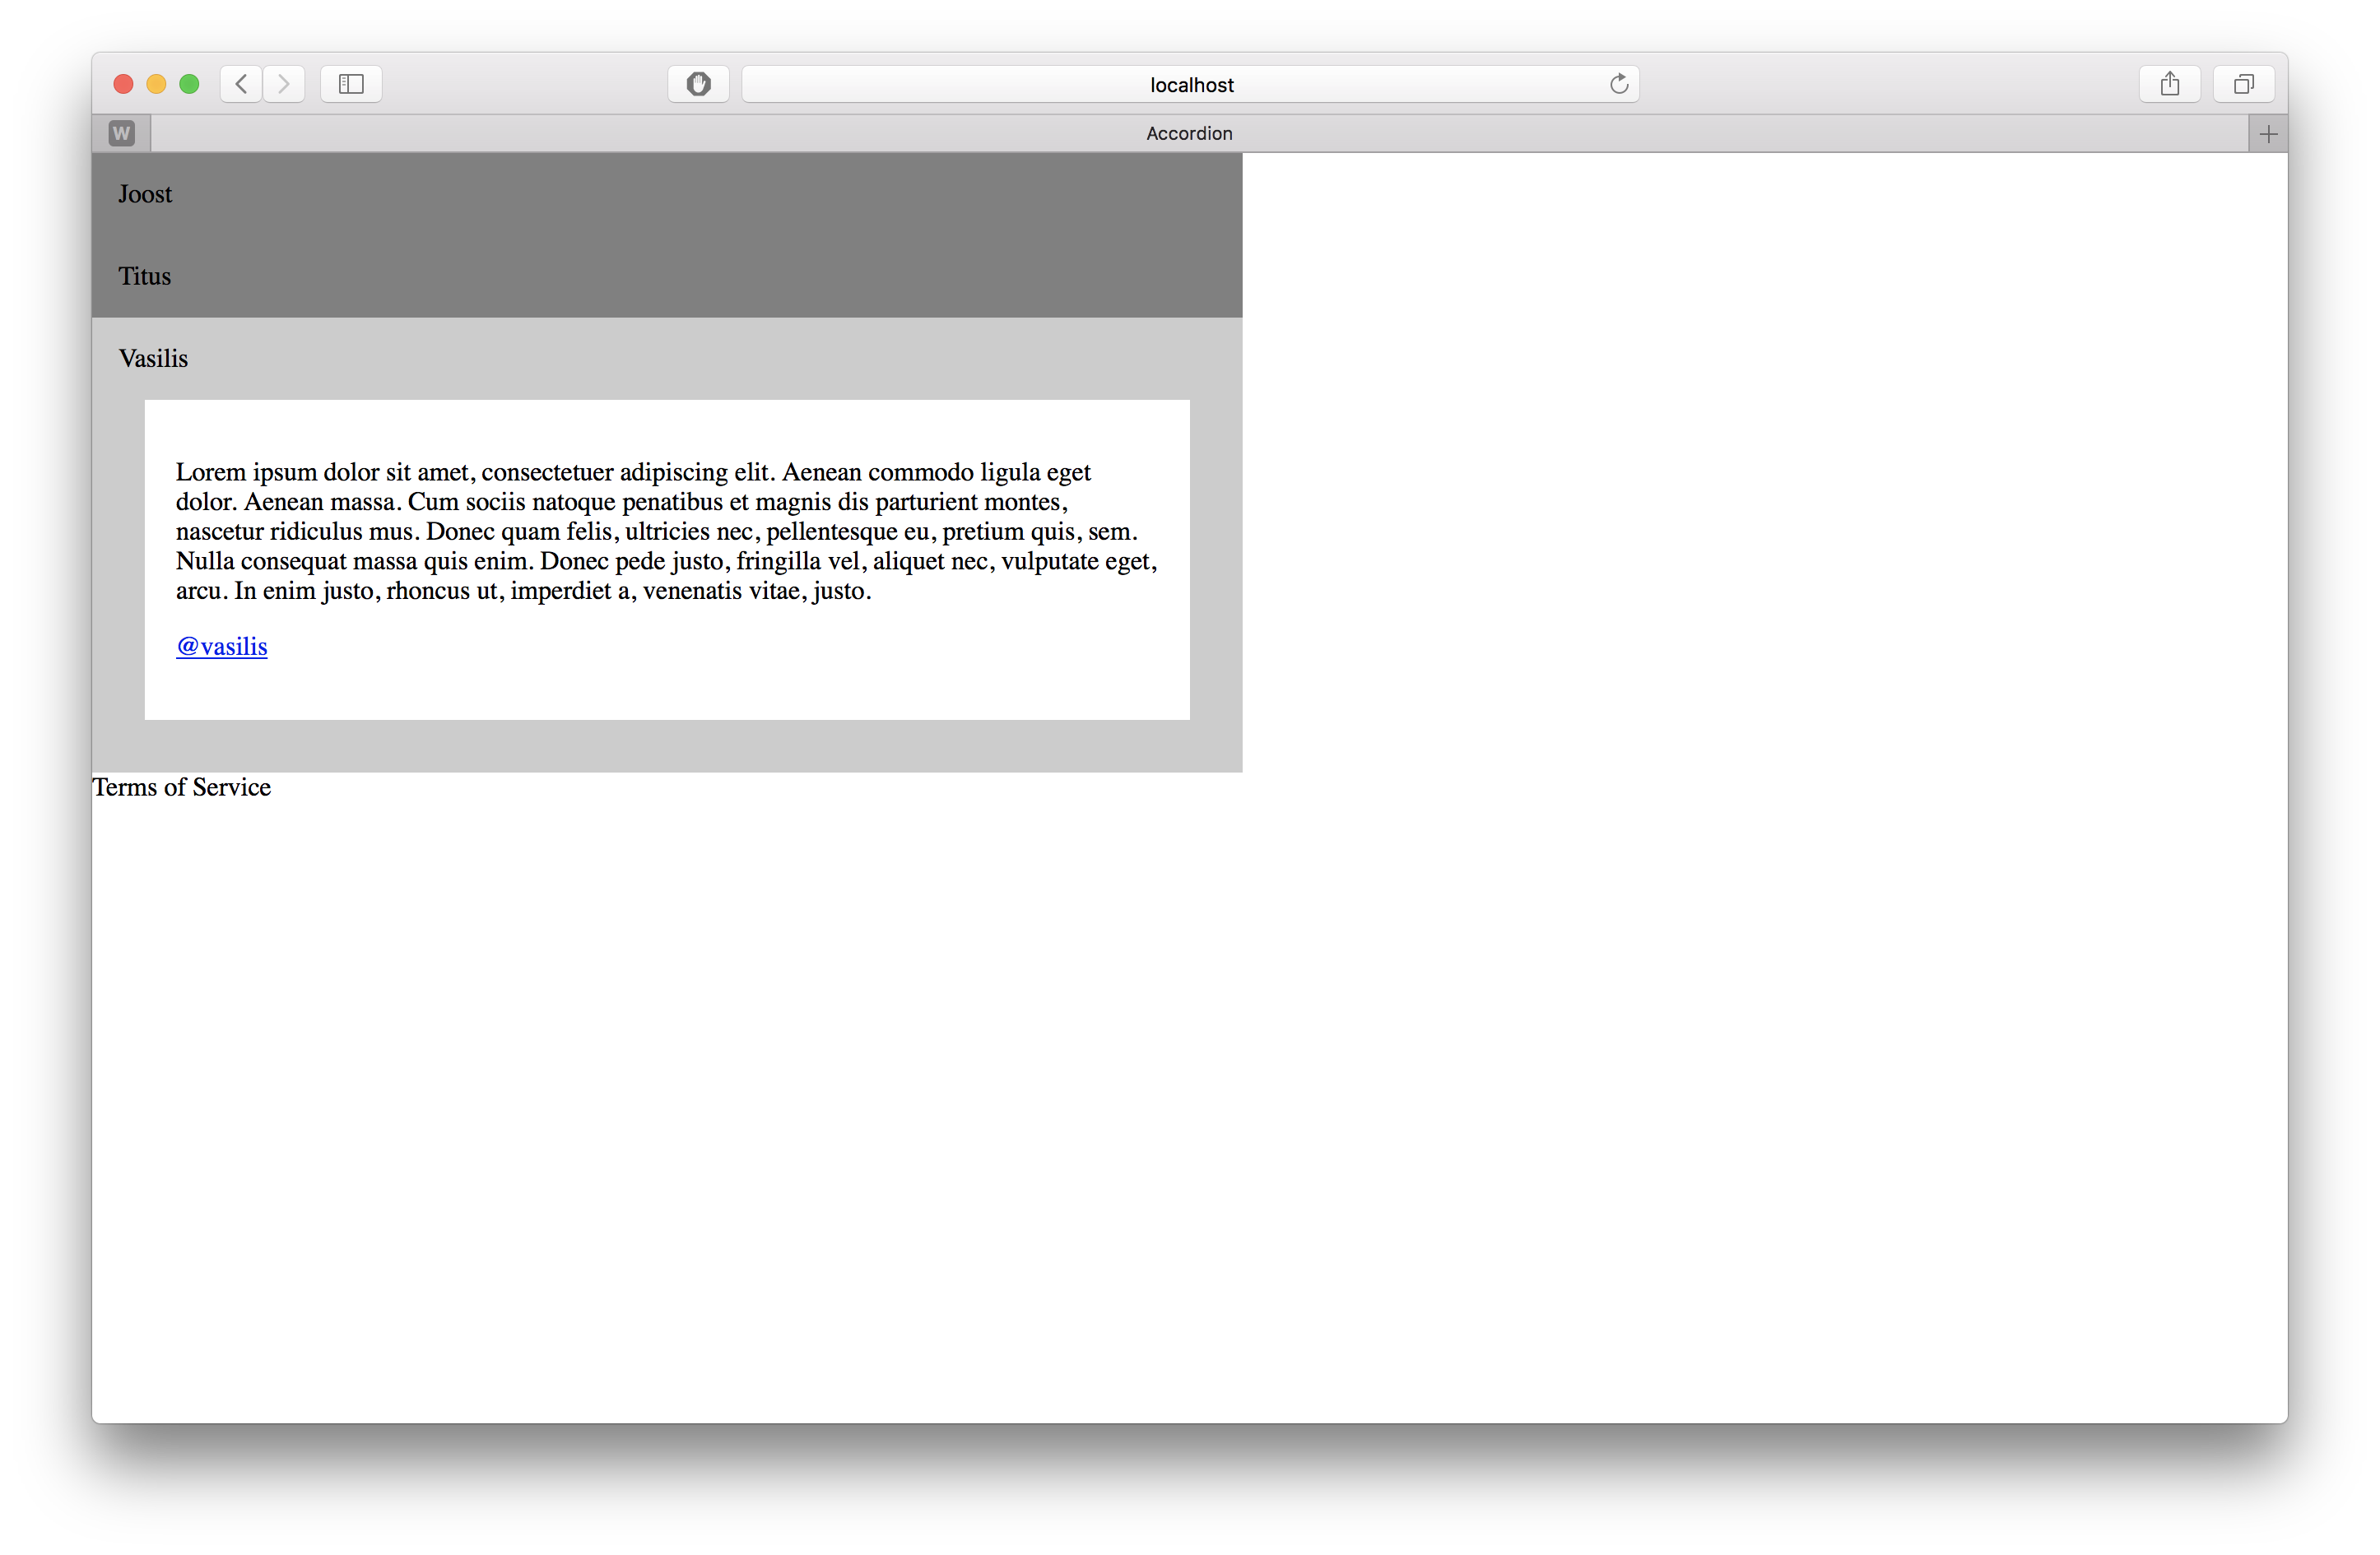 localhost
W
Accordion
Joost
Titus
Vasilis
Lorem ipsum dolor sit amet, consectetuer adipiscing elit. Aenean commodo ligula eget
dolor. Aenean massa. Cum sociis natoque penatibus et magnis dis parturient montes,
nascetur ridiculus mus. Donec quam felis, ultricies nec, pellentesque eu, pretium quis, sem.
Nulla consequat massa quis enim. Donec pede justo, fringilla vel, aliquet nec, vulputate eget,
arcu. In enim justo, rhoncus ut, imperdiet a, venenatis vitae, justo.
@vasilis
Terms of Service